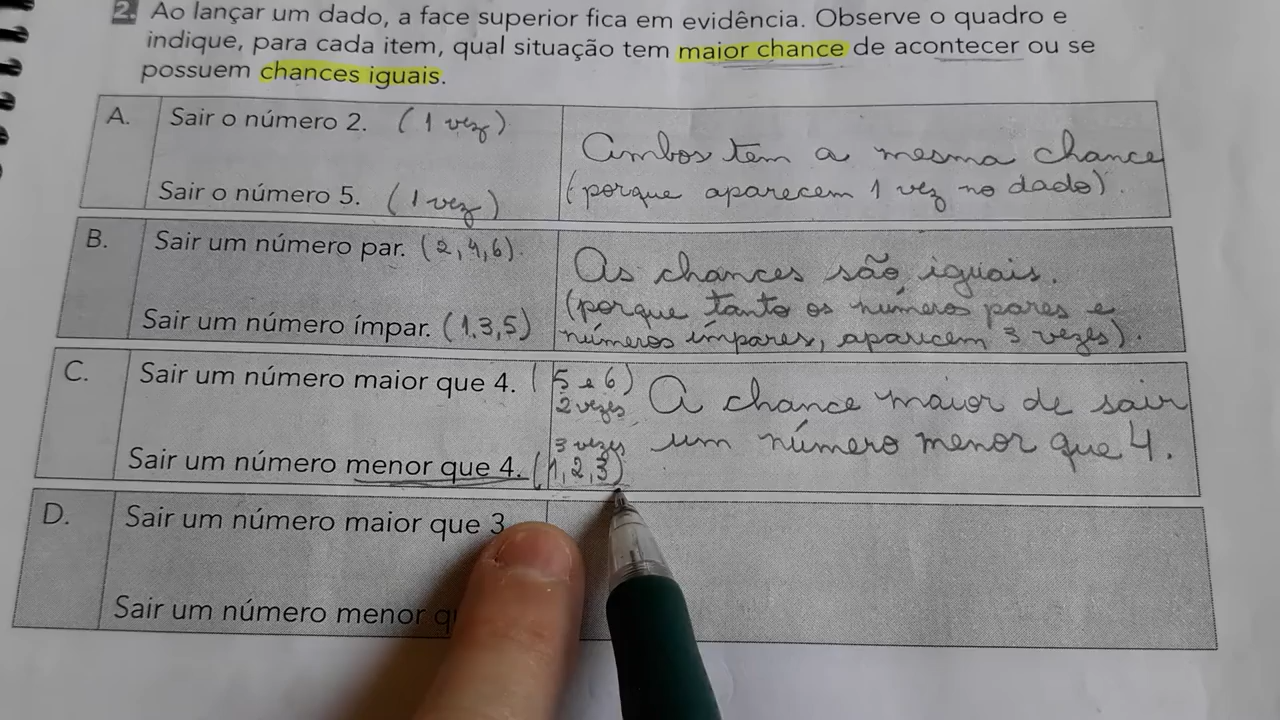 2. Ao lançar um dado, a face superior fica em evidência. Observe o quadro e
indique, para cada item, qual situação tem maior chance de acontecer ou se
possuem chances iguais.
A. Sair o número 2. (1 vez)
Sair o número 5. (1 vez)
Ambos tem a mesma chance
(porque aparecem 1 vez no dado).
B. Sair um número par. (2,4,6).
Sair um número ímpar. (1,3,5)
As chances são iguais.
(porque tanto os números pares e
números ímpares, aparecem 3 vezes).
C. Sair um número maior que 4. (5 e 6)
2 vezes
3 vezes
Sair um número menor que 4. (1,2,3)
A chance maior de sair
um número menor que 4.
D. Sair um número maior que 3
Sair um número menor